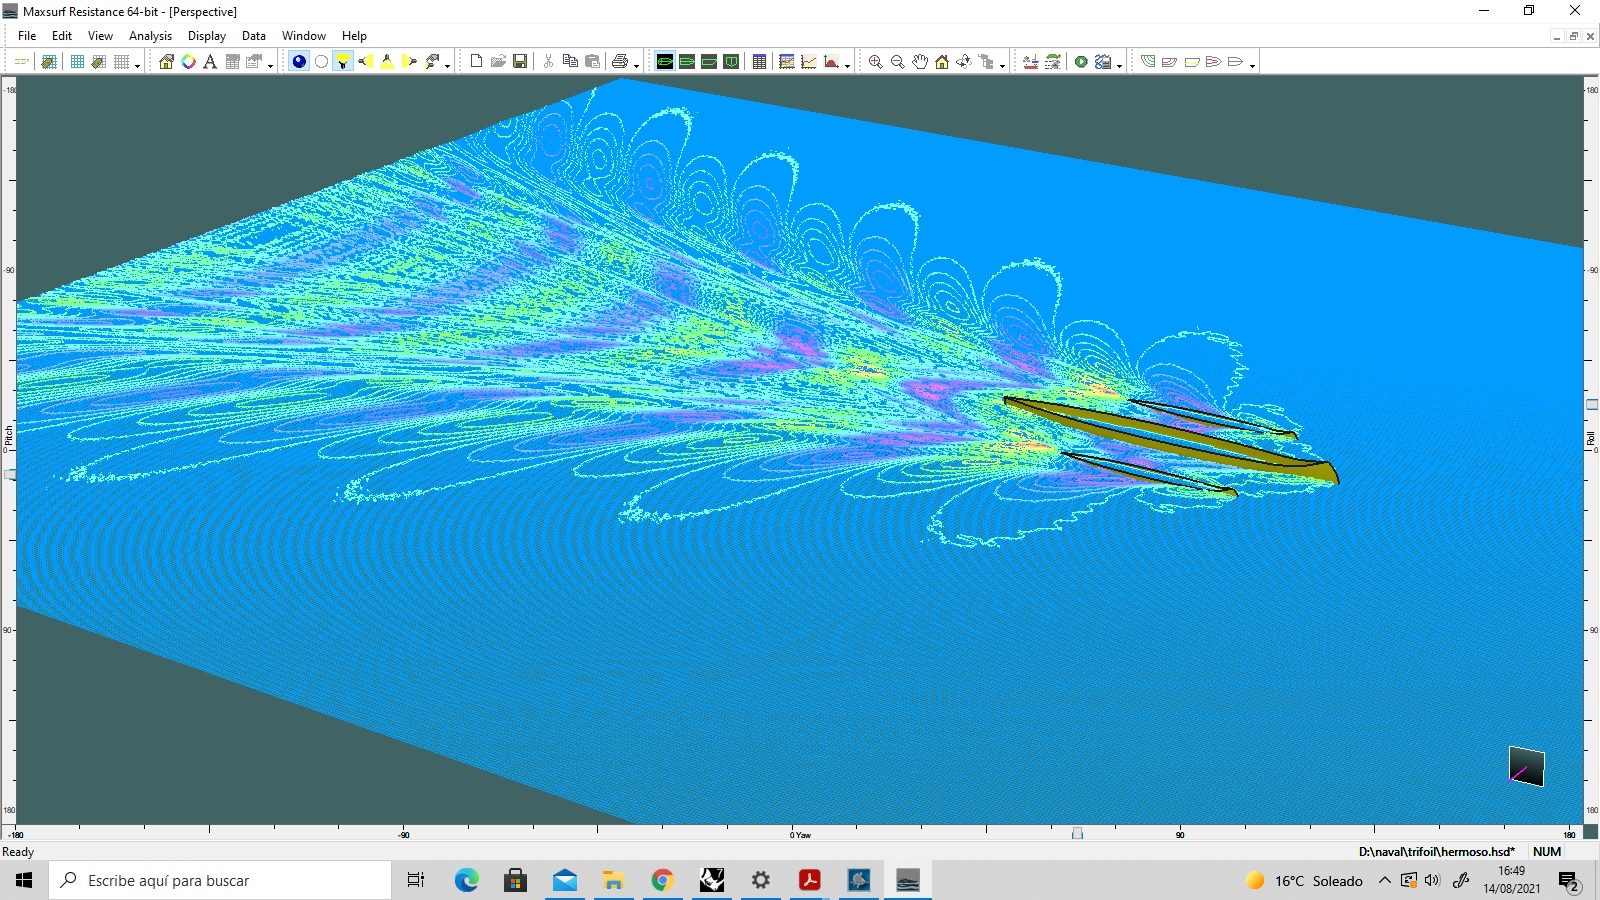 Maxsurf Resistance 64-bit - [Perspective]
File Edit View Analysis Display Data Window Help
-180 180
-90 -90
Pitch 0 Roll 0
90 90
180 180
-180 -90 0 Yaw 90 180
Ready D:\naval\trifoil\hermoso.hsd* NUM
Escribe aquí para buscar
16°C Soleado
16:49
14/08/2021
2